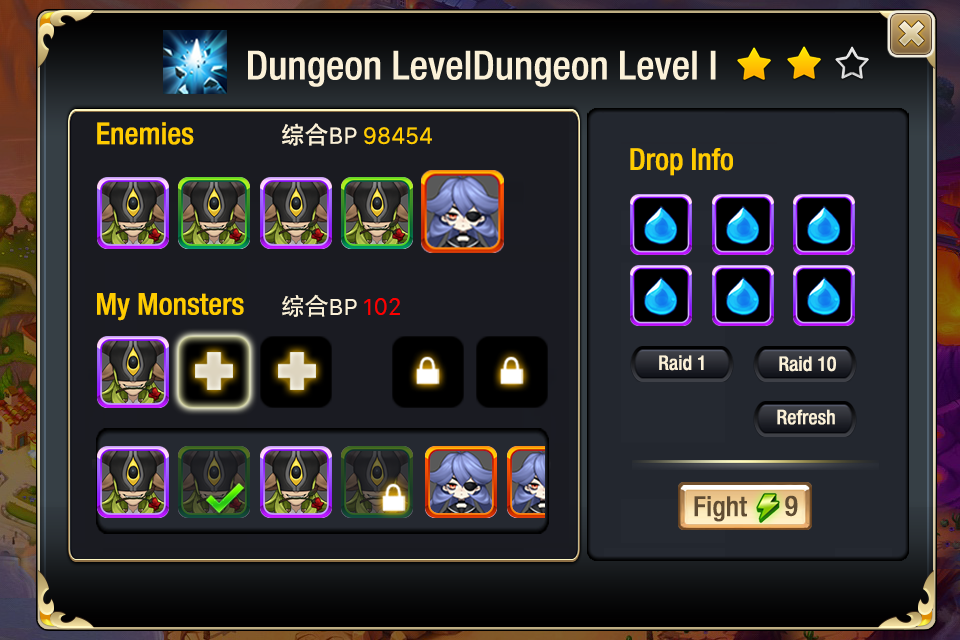 Dungeon LevelDungeon Level I
Enemies 综合BP 98454
My Monsters 综合BP 102
Drop Info
Raid 1 Raid 10
Refresh
Fight 9